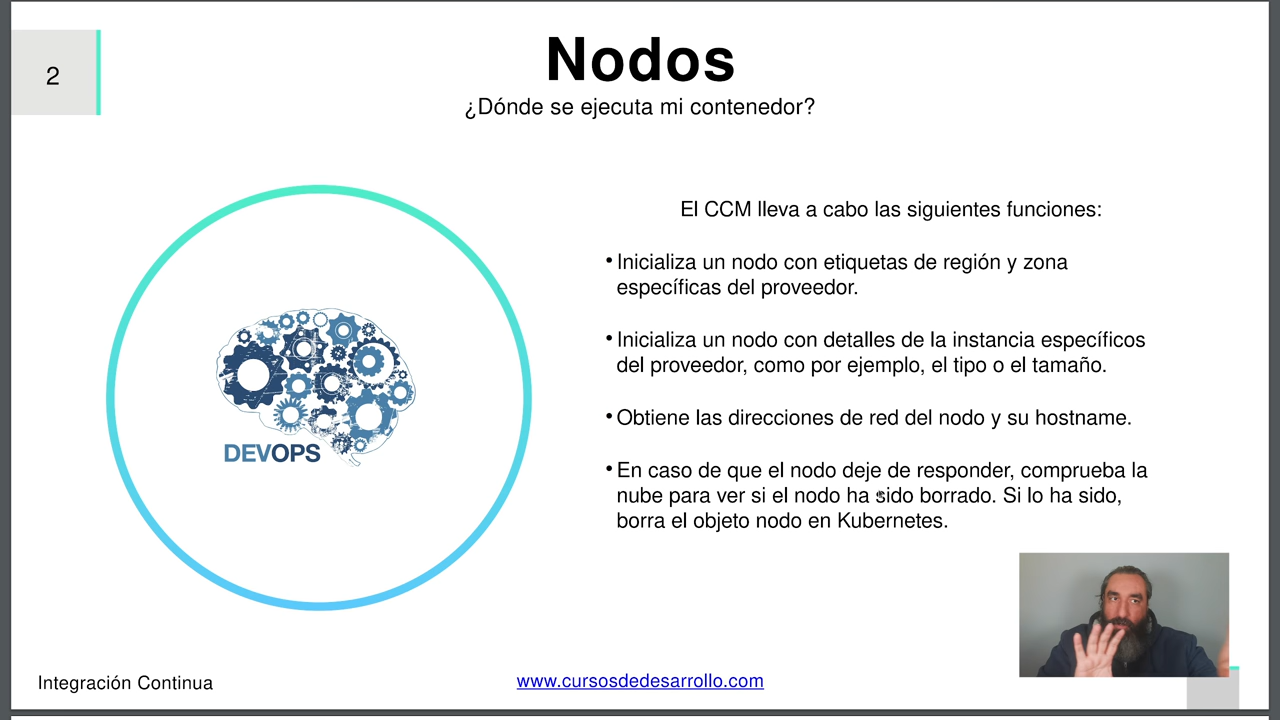 2
Nodos
¿Dónde se ejecuta mi contenedor?
El CCM lleva a cabo las siguientes funciones:
• Inicializa un nodo con etiquetas de región y zona
específicas del proveedor.
• Inicializa un nodo con detalles de la instancia específicos
del proveedor, como por ejemplo, el tipo o el tamaño.
• Obtiene las direcciones de red del nodo y su hostname.
• En caso de que el nodo deje de responder, comprueba la
nube para ver si el nodo ha sido borrado. Si lo ha sido,
borra el objeto nodo en Kubernetes.
DEVOPS
Integración Continua
www.cursosdedesarrollo.com